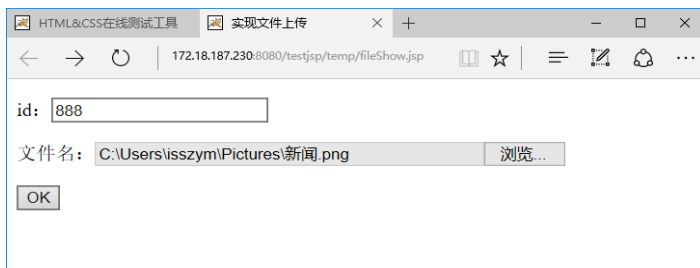 HTML&CSS在线测试工具 实现文件上传
172.18.187.230:8080/testjsp/temp/fileShow.jsp
id：888
文件名：C:\Users\isszym\Pictures\新闻.png 浏览...
OK